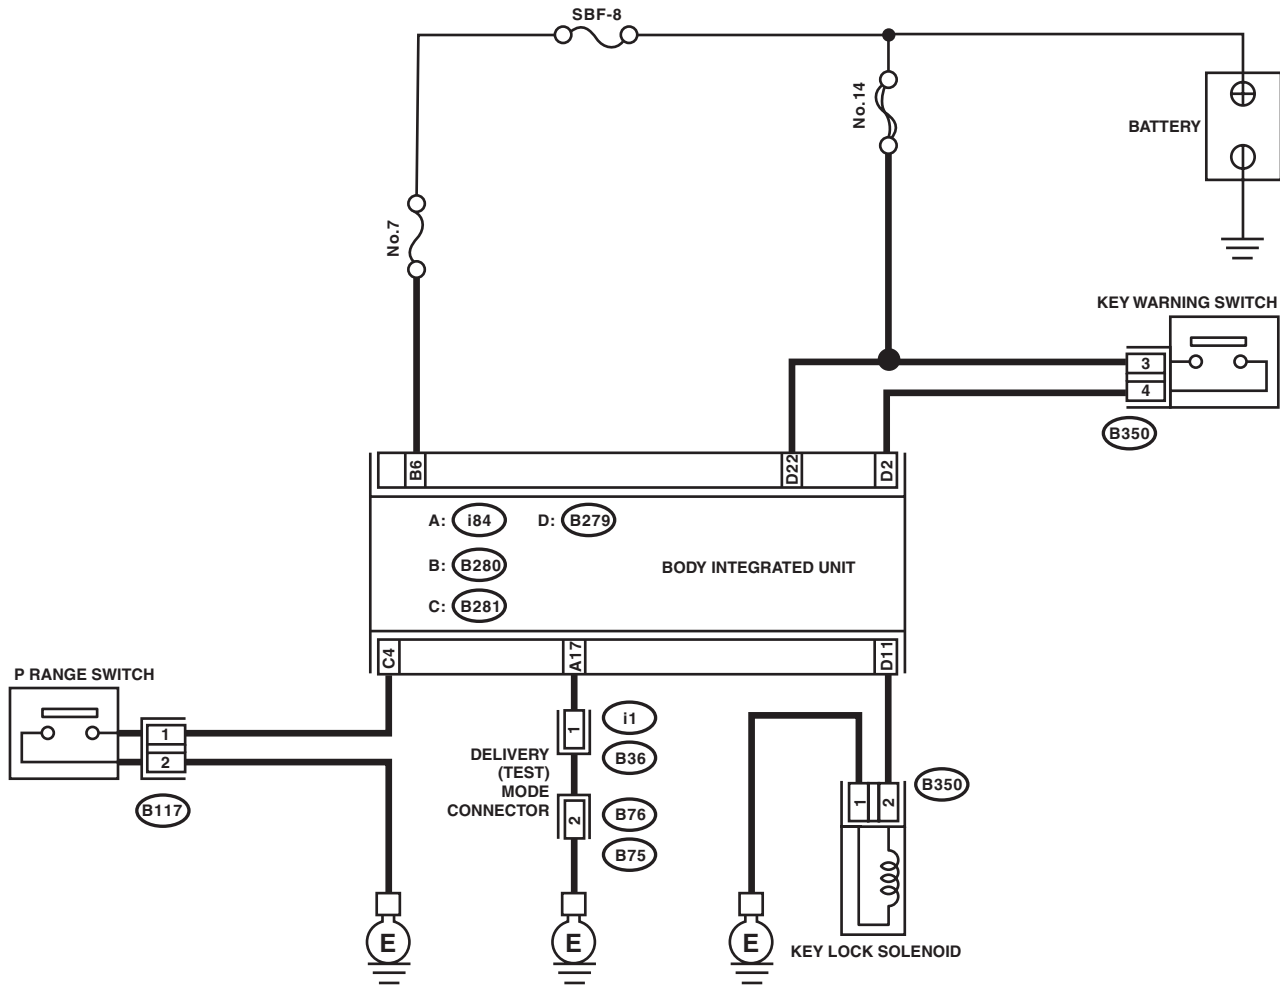 SBF-8
No.14
BATTERY
No.7
KEY WARNING SWITCH
3
4
B350
B6
D22
D2
A: i84
D: B279
B: B280
C: B281
BODY INTEGRATED UNIT
C4
A17
D11
P RANGE SWITCH
1
2
B117
1
i1
B36
DELIVERY
(TEST)
MODE
CONNECTOR
2
B76
B75
1
2
B350
E
E
E
KEY LOCK SOLENOID